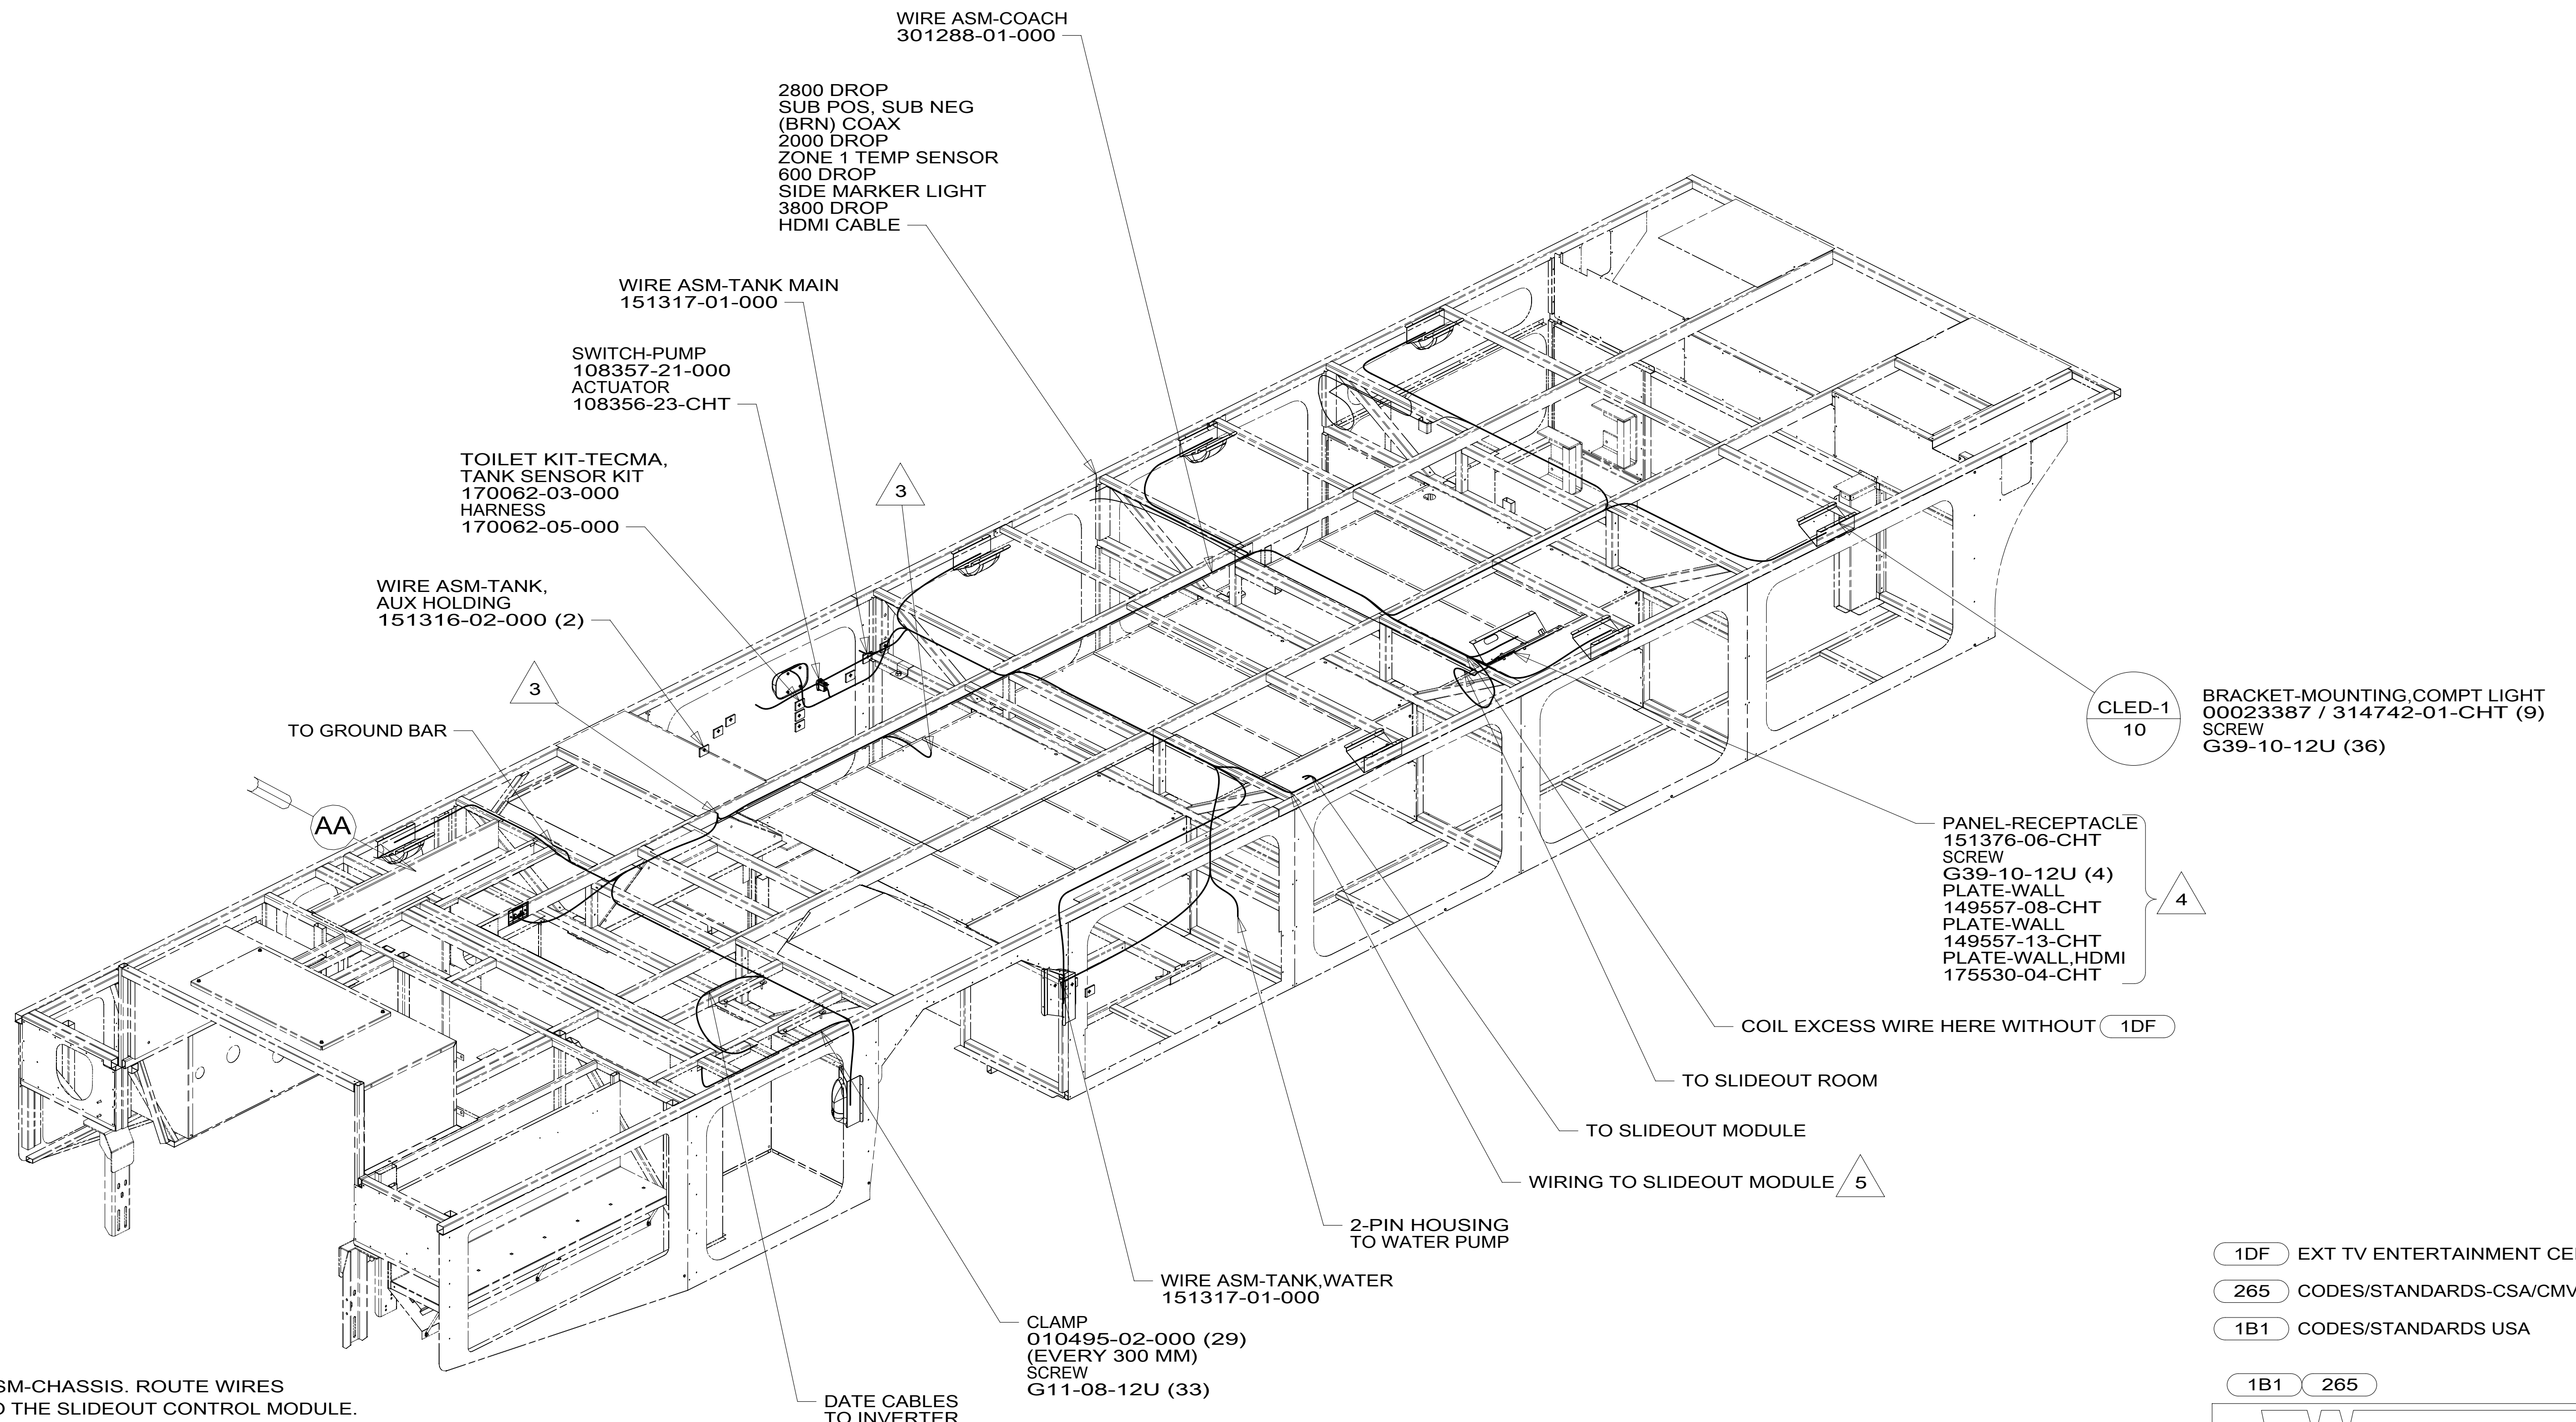 WIRE ASM-COACH
301288-01-000
2800 DROP
SUB POS, SUB NEG
(BRN) COAX
2000 DROP
ZONE 1 TEMP SENSOR
600 DROP
SIDE MARKER LIGHT
3800 DROP
HDMI CABLE
WIRE ASM-TANK MAIN
151317-01-000
SWITCH-PUMP
108357-21-000
ACTUATOR
108356-23-CHT
TOILET KIT-TECMA,
TANK SENSOR KIT
170062-03-000
HARNESS
170062-05-000
3
WIRE ASM-TANK,
AUX HOLDING
151316-02-000 (2)
3
TO GROUND BAR
AA
CLED-1
10
BRACKET-MOUNTING,COMPT LIGHT
00023387 / 314742-01-CHT (9)
SCREW
G39-10-12U (36)
PANEL-RECEPTACLE
151376-06-CHT
SCREW
G39-10-12U (4)
PLATE-WALL
149557-08-CHT
PLATE-WALL
149557-13-CHT
PLATE-WALL,HDMI
175530-04-CHT
4
COIL EXCESS WIRE HERE WITHOUT 1DF
TO SLIDEOUT ROOM
TO SLIDEOUT MODULE
WIRING TO SLIDEOUT MODULE 5
2-PIN HOUSING
TO WATER PUMP
WIRE ASM-TANK,WATER
151317-01-000
CLAMP
010495-02-000 (29)
(EVERY 300 MM)
SCREW
G11-08-12U (33)
DATE CABLES
TO INVERTER
SM-CHASSIS. ROUTE WIRES
O THE SLIDEOUT CONTROL MODULE.
1DF EXT TV ENTERTAINMENT CE
265 CODES/STANDARDS-CSA/CMV
1B1 CODES/STANDARDS USA
1B1 265